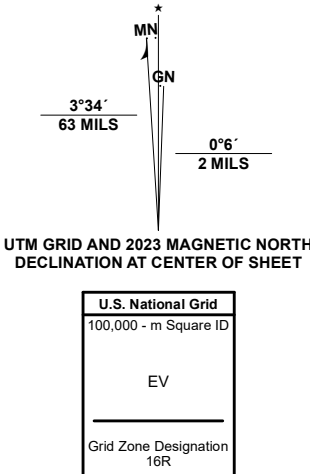 MN
GN
3°34´
63 MILS
0°6´
2 MILS
UTM GRID AND 2023 MAGNETIC NORTH
DECLINATION AT CENTER OF SHEET
U.S. National Grid
100,000 - m Square ID
EV
Grid Zone Designation
16R